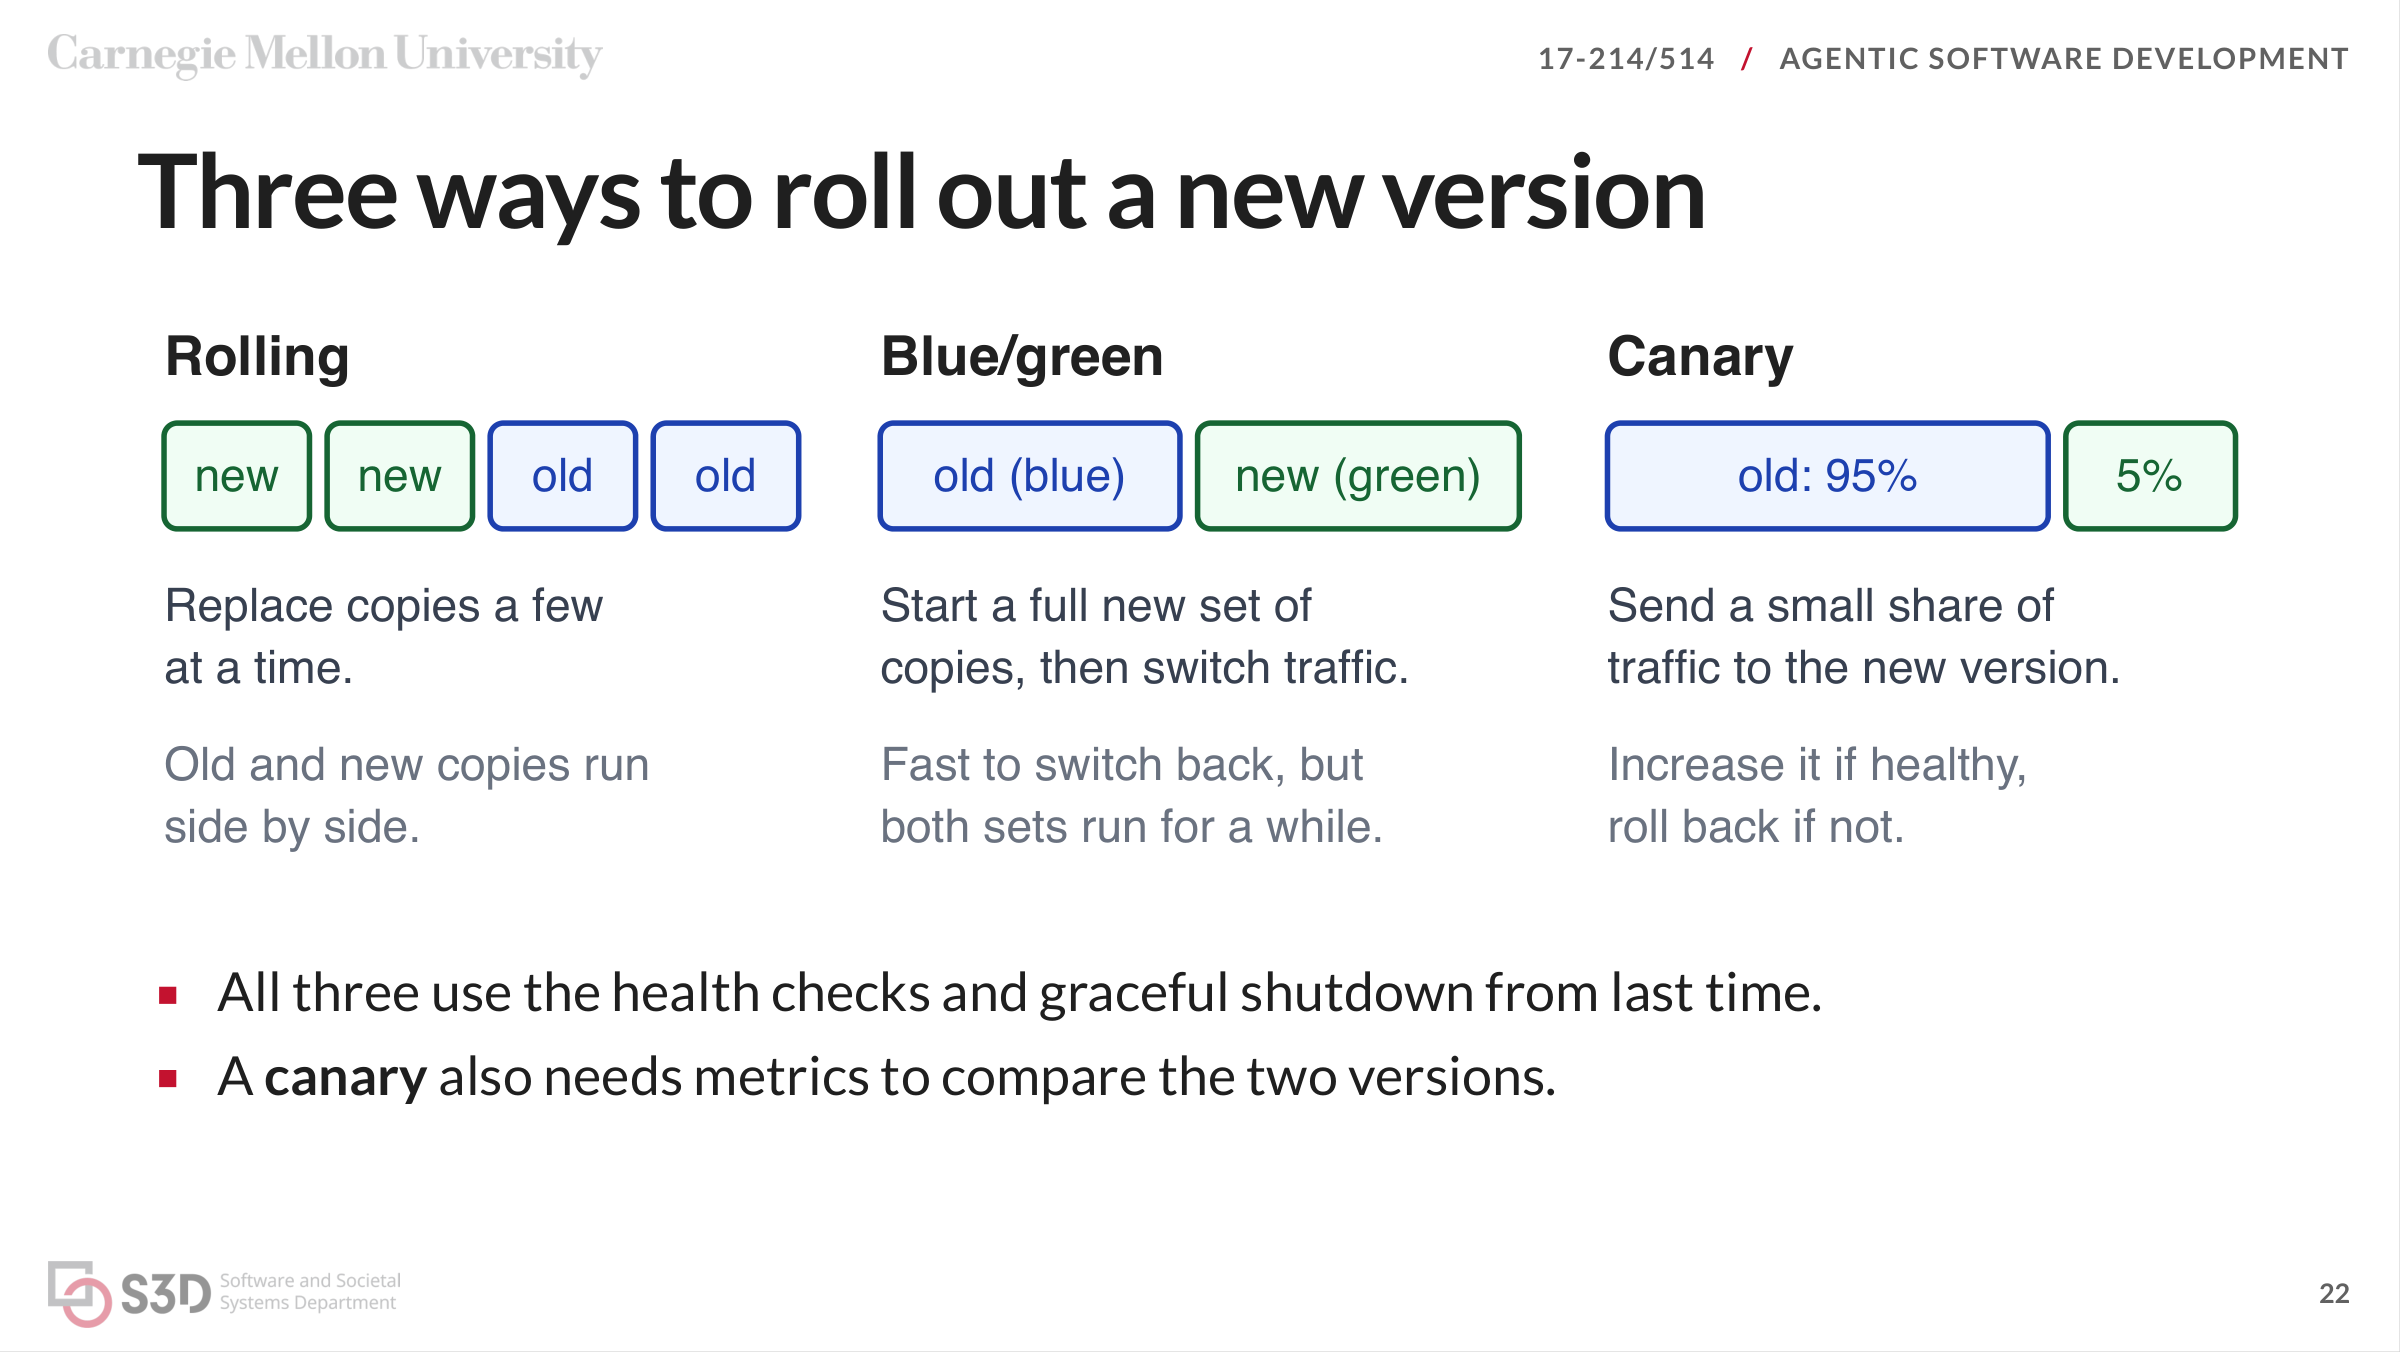 Carnegie Mellon University
17-214/514 / AGENTIC SOFTWARE DEVELOPMENT
Three ways to roll out a new version
Rolling
new new old old
Replace copies a few
at a time.
Old and new copies run
side by side.
Blue/green
old (blue) new (green)
Start a full new set of
copies, then switch traffic.
Fast to switch back, but
both sets run for a while.
Canary
old: 95% 5%
Send a small share of
traffic to the new version.
Increase it if healthy,
roll back if not.
▪ All three use the health checks and graceful shutdown from last time.
▪ A canary also needs metrics to compare the two versions.
S3D Software and Societal
Systems Department
22